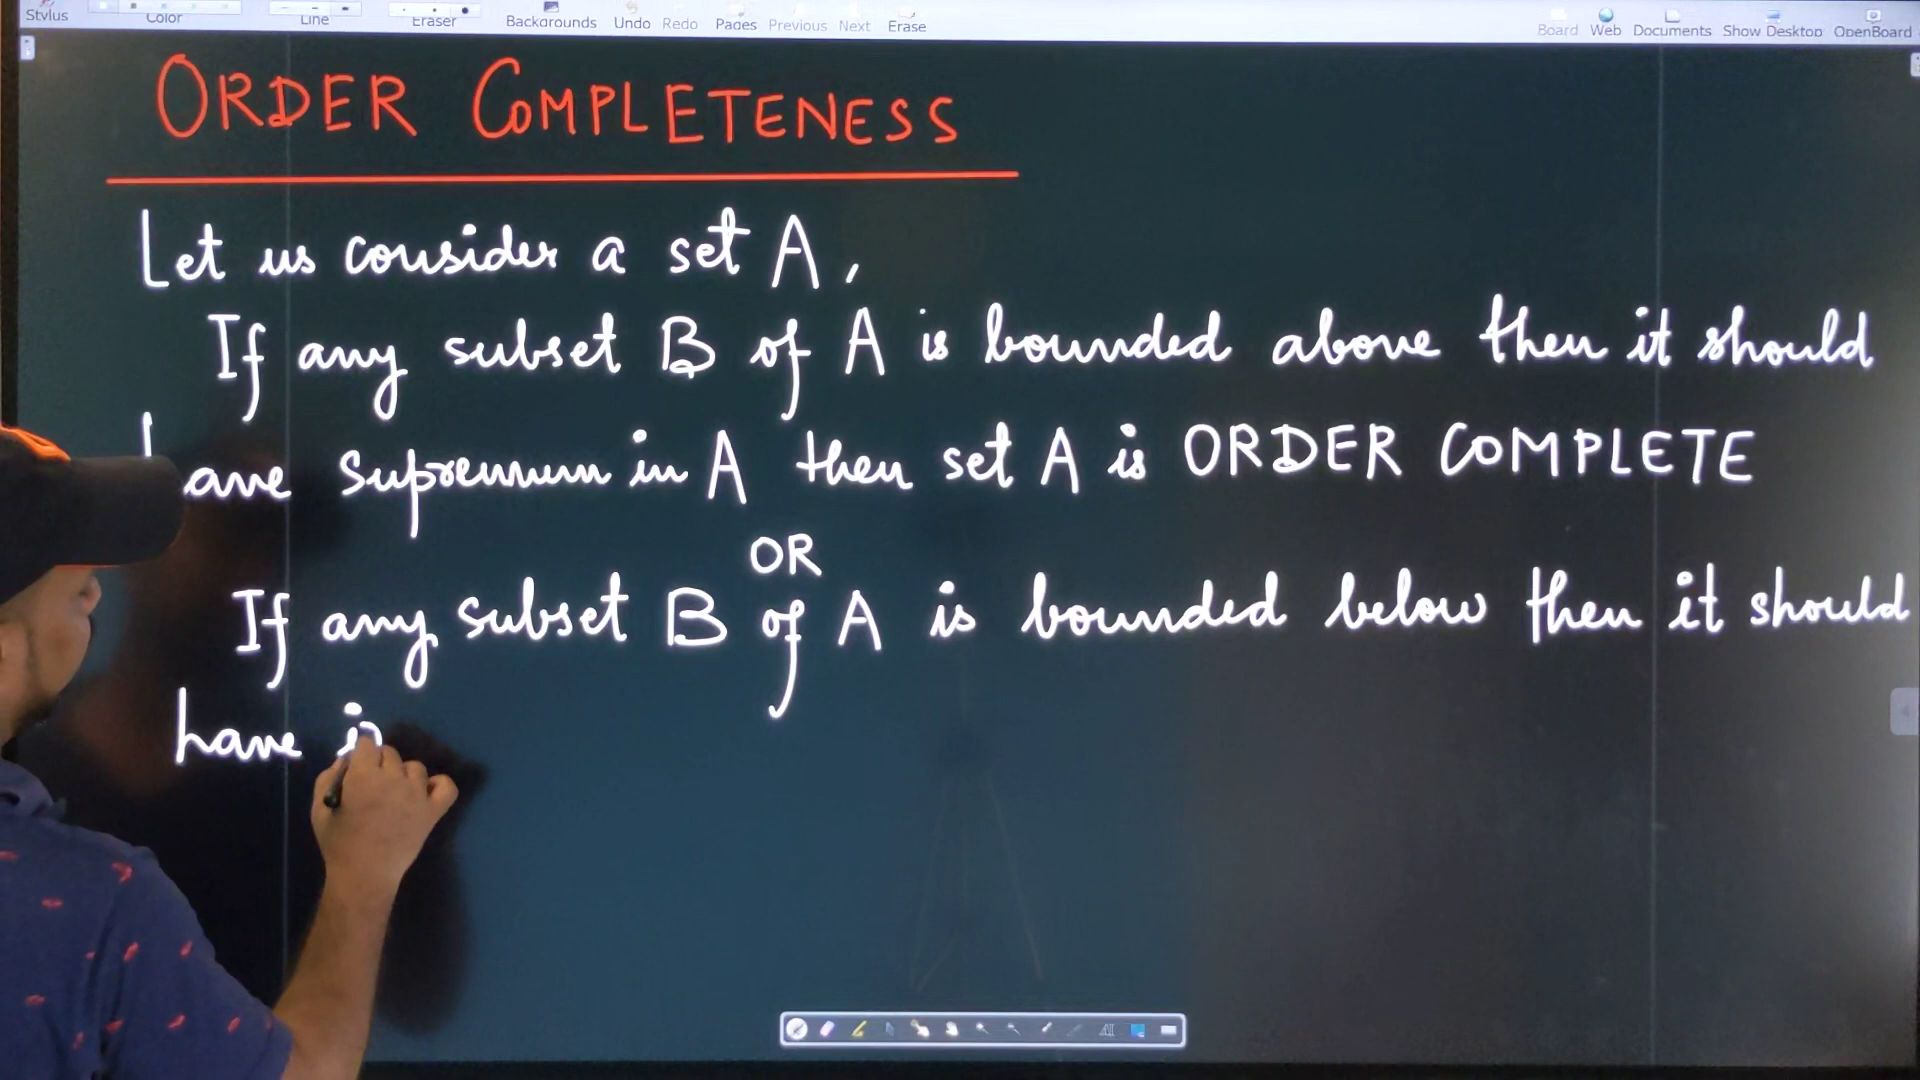 Stylus Color Line Eraser Backgrounds Undo Redo Pages Previous Next Erase Board Web Documents Show Desktop OpenBoard
ORDER COMPLETENESS
Let us consider a set A,
If any subset B of A is bounded above then it should
have supremum in A then set A is ORDER COMPLETE
OR
If any subset B of A is bounded below then it should
have in